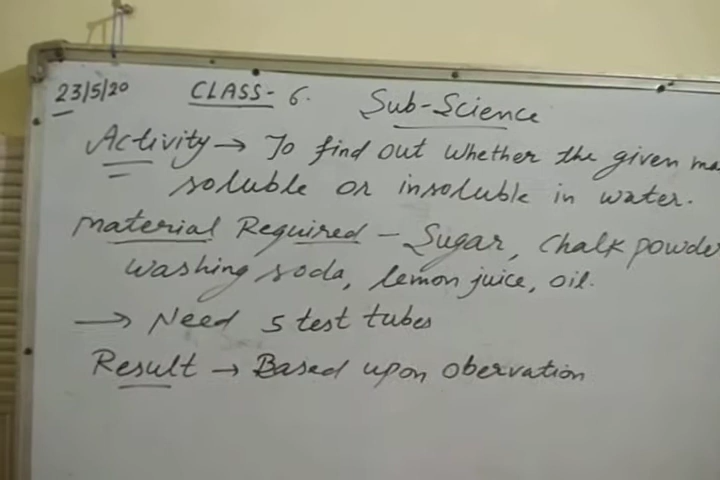 23/5/20 CLASS- 6. Sub-Science
Activity → To find out whether the given
soluble or insoluble in water.
Material Required - Sugar, Chalk powder
washing soda, lemon juice, oil.
→ Need 5 test tubes
Result → Based upon obervation